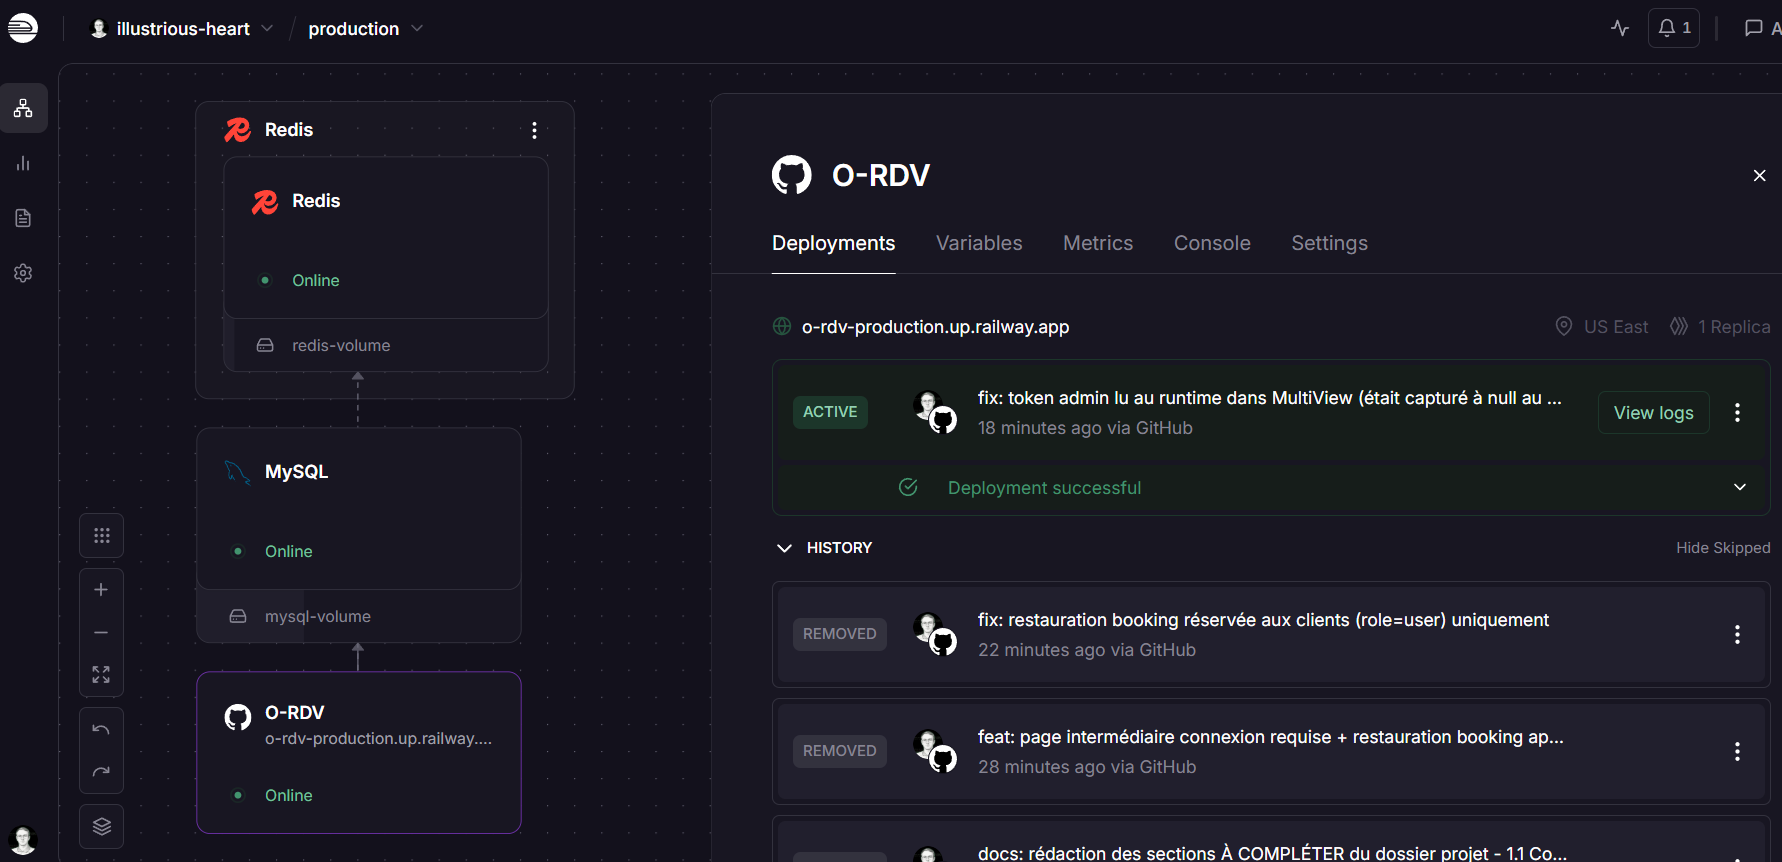 illustrious-heart / production
1
A
Redis
Redis
Online
redis-volume
MySQL
Online
mysql-volume
O-RDV
o-rdv-production.up.railway....
Online
O-RDV
Deployments Variables Metrics Console Settings
o-rdv-production.up.railway.app US East 1 Replica
ACTIVE
fix: token admin lu au runtime dans MultiView (était capturé à null au ...
18 minutes ago via GitHub
View logs
Deployment successful
HISTORY Hide Skipped
REMOVED
fix: restauration booking réservée aux clients (role=user) uniquement
22 minutes ago via GitHub
REMOVED
feat: page intermédiaire connexion requise + restauration booking ap...
28 minutes ago via GitHub
docs: rédaction des sections À COMPLÉTER du dossier projet - 1.1 Co...